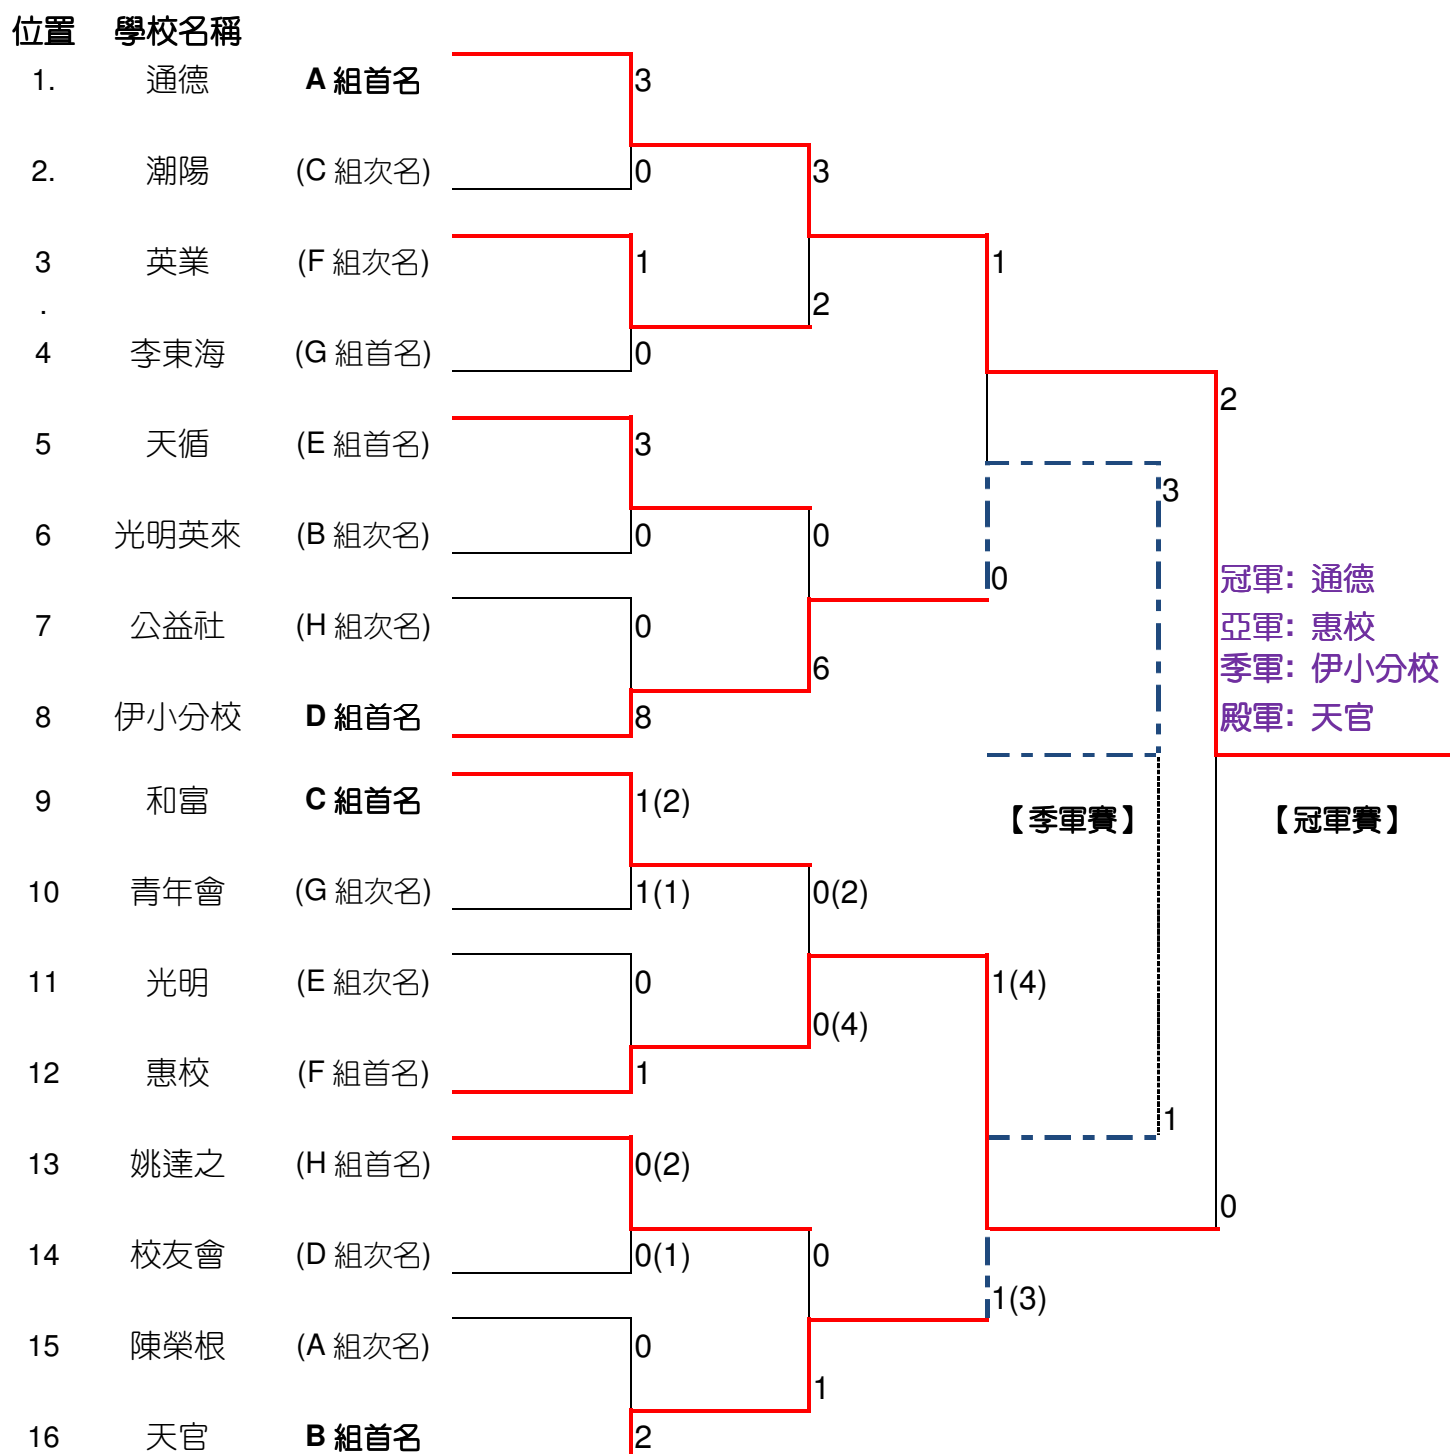 位置 學校名稱
1. 通德 A 組首名 3
2. 潮陽 (C 組次名) 0 3
3 英業 (F 組次名) 1 1
. 2
4 李東海 (G 組首名) 0
2
5 天循 (E 組首名) 3
3
6 光明英來 (B 組次名) 0 0
0 冠軍: 通德
7 公益社 (H 組次名) 0 亞軍: 惠校
6 季軍: 伊小分校
8 伊小分校 D 組首名 8 殿軍: 天官
9 和富 C 組首名 1(2)
【季軍賽】 【冠軍賽】
10 青年會 (G 組次名) 1(1) 0(2)
11 光明 (E 組次名) 0 1(4)
0(4)
12 惠校 (F 組首名) 1
1
13 姚達之 (H 組首名) 0(2)
0
14 校友會 (D 組次名) 0(1) 0
1(3)
15 陳榮根 (A 組次名) 0
1
16 天官 B 組首名 2